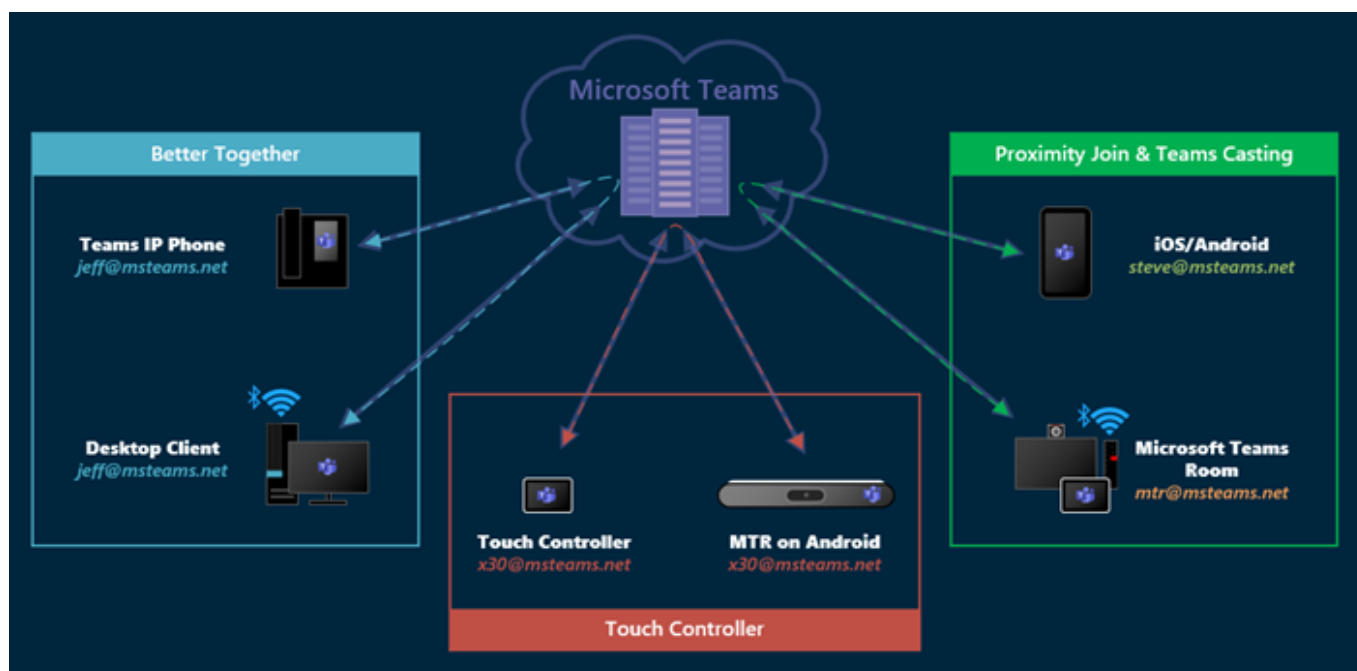 Microsoft Teams
Better Together
Teams IP Phone
jeff@msteams.net
Desktop Client
jeff@msteams.net
Touch Controller
x30@msteams.net
MTR on Android
x30@msteams.net
Touch Controller
Proximity Join & Teams Casting
iOS/Android
steve@msteams.net
Microsoft Teams
Room
mtr@msteams.net